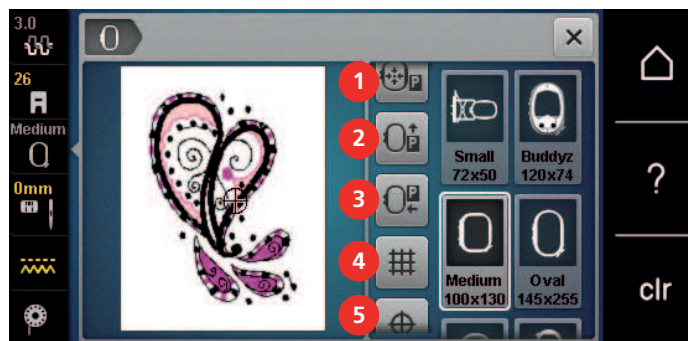 3.0
26
Medium
0mm
1
2
3
4
5
P
P
P
Small
72x50
Buddyz
120x74
Medium
100x130
Oval
145x255
?
clr